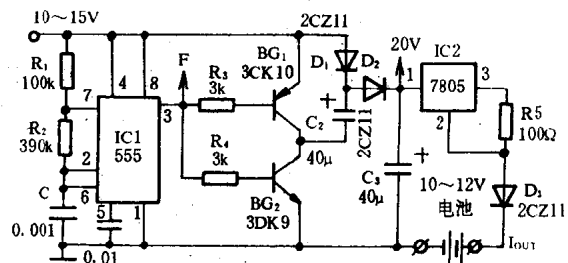 10～15V
2CZ11
R₁
100k
7
R₂
390k
2
6
C
0.001
4
8
3
IC1
555
5
1
0.01
F
R₃
3k
R₄
3k
BG₁
3CK10
BG₂
3DK9
D₁
D₂
+
C₂
40μ
2CZ11
20V
1
IC2
7805
3
2
+
C₃
40μ
R5
100Ω
10～12V
电池
D₃
2CZ11
IOUT